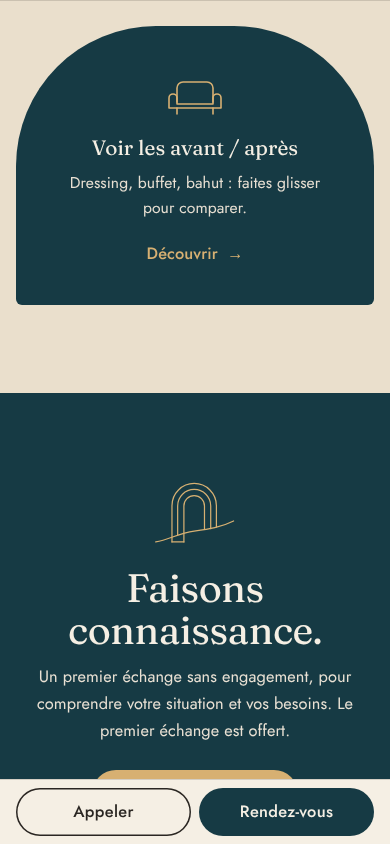 Voir les avant / après
Dressing, buffet, bahut : faites glisser
pour comparer.
Découvrir →
Faisons
connaissance.
Un premier échange sans engagement, pour
comprendre votre situation et vos besoins. Le
premier échange est offert.
Appeler
Rendez-vous